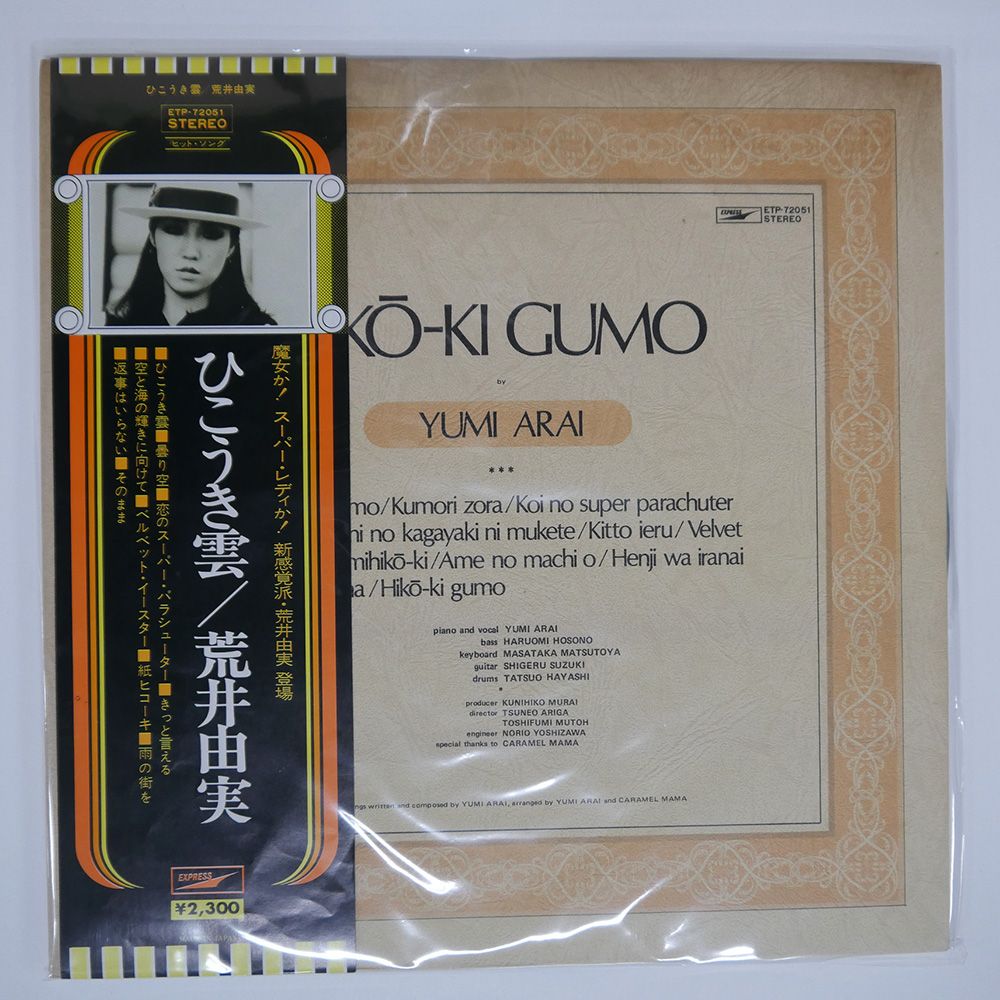 ひこうき雲/荒井由実
ETP-72051
STEREO
ヒット・ソング
魔女か!スーパー・レディか!新感覚派・荒井由実 登場
ひこうき雲/荒井由実
■ひこうき雲■曇り空■恋のスーパー・パラシューター■きっと言える
■空と海の輝きに向けて■ベルベット・イースター■紙ヒコーキ■雨の街を
■返事はいらない■そのまま
EXPRESS
¥2,300
EXPRESS
ETP-72051
STEREO
KŌ-KI GUMO
by
YUMI ARAI
***
mo/Kumori zora/Koi no super parachuter
ni no kagayaki ni mukete/Kitto ieru/Velvet
mihikō-ki/Ame no machi o/Henji wa iranai
na/Hikō-ki gumo
piano and vocal YUMI ARAI
bass HARUOMI HOSONO
keyboard MASATAKA MATSUTOYA
guitar SHIGERU SUZUKI
drums TATSUO HAYASHI
*
producer KUNIHIKO MURAI
director TSUNEO ARIGA
TOSHIFUMI MUTOH
engineer NORIO YOSHIZAWA
special thanks to CARAMEL MAMA
ngs written and composed by YUMI ARAI, arranged by YUMI ARAI and CARAMEL MAMA